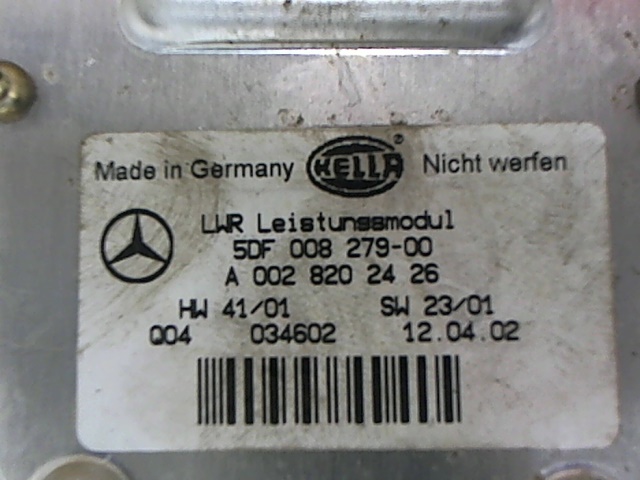 Made in Germany HELLA® Nicht werfen
LWR Leistungsmodul
5DF 008 279-00
A 002 820 24 26
HW 41/01 SW 23/01
Q04 034602 12.04.02